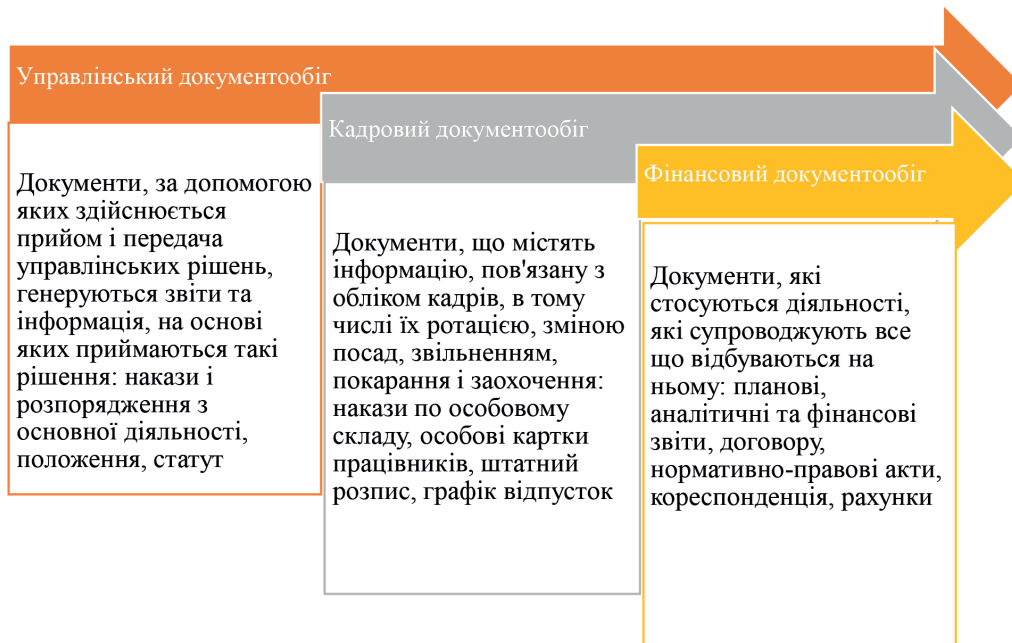 Управлінський документообіг
Документи, за допомогою
яких здійснюється
прийом і передача
управлінських рішень,
генеруються звіти та
інформація, на основі
яких приймаються такі
рішення: накази і
розпорядження з
основної діяльності,
положення, статут
Кадровий документообіг
Документи, що містять
інформацію, пов'язану з
обліком кадрів, в тому
числі їх ротацією, зміною
посад, звільненням,
покарання і заохочення:
накази по особовому
складу, особові картки
працівників, штатний
розпис, графік відпусток
Фінансовий документообіг
Документи, які
стосуються діяльності,
які супроводжують все
що відбуваються на
ньому: планові,
аналітичні та фінансові
звіти, договору,
нормативно-правові акти,
кореспонденція, рахунки